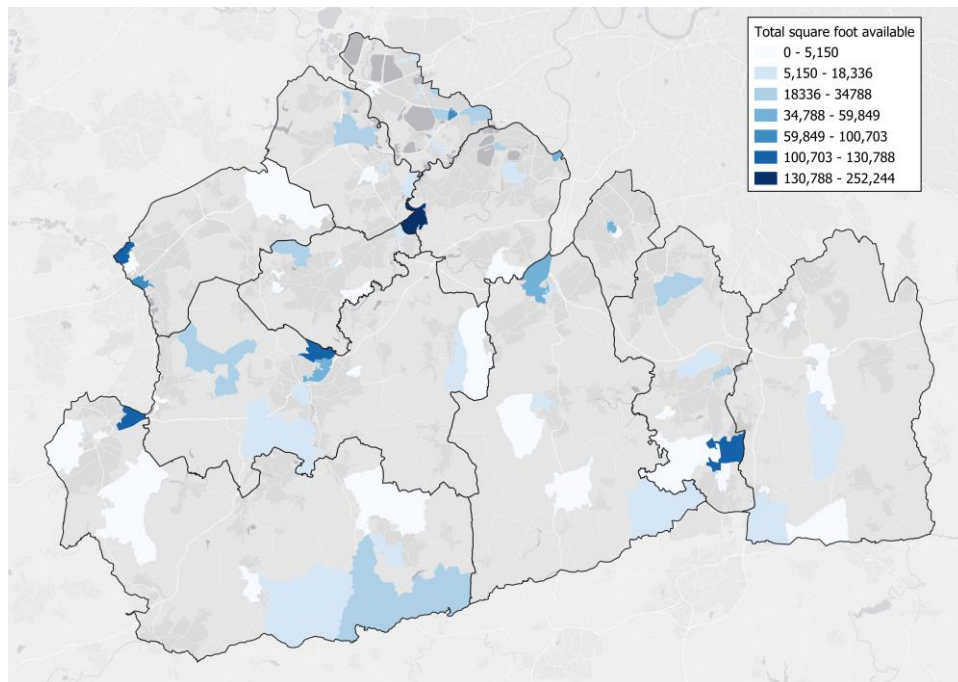 Total square foot available
0 - 5,150
5,150 - 18,336
18336 - 34788
34,788 - 59,849
59,849 - 100,703
100,703 - 130,788
130,788 - 252,244